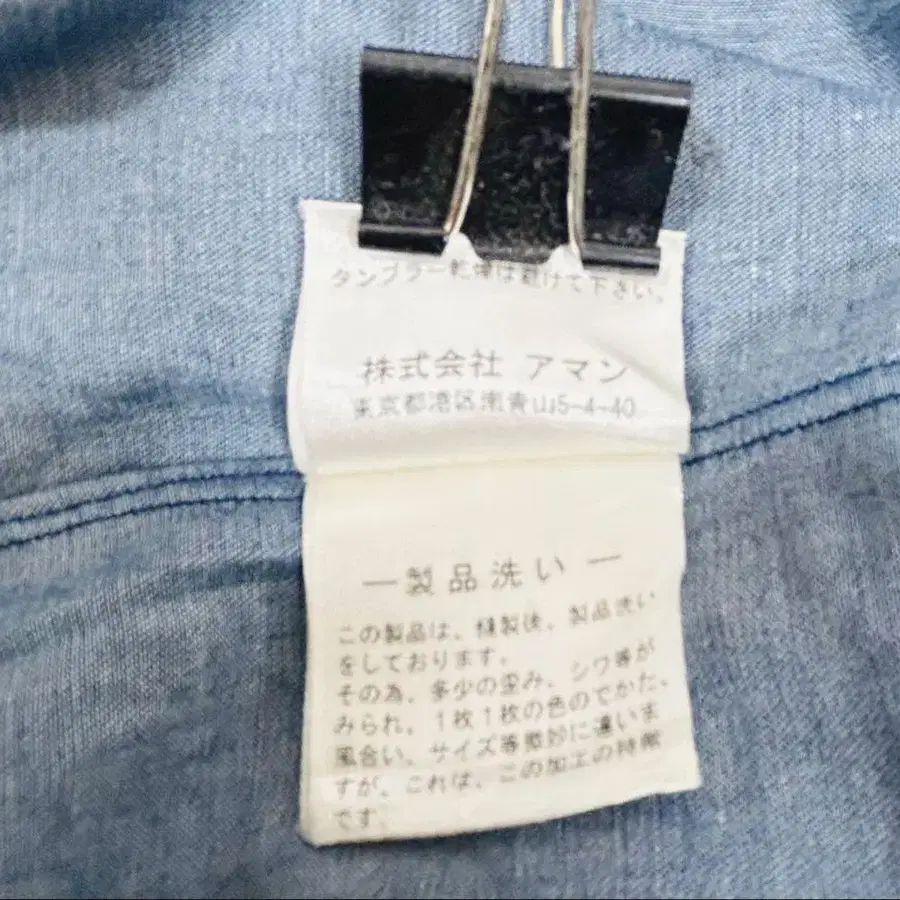 タンブラー乾燥は避けて下さい。
株式会社 アマン
東京都港区南青山5-4-40
― 製品洗い ―
この製品は、縫製後、製品洗い
をしております。
その為、多少の歪み、シワ等が
みられ、1枚1枚の色のでかた、
風合い、サイズ等微妙に違いま
すが、これは、この加工の特徴
です。